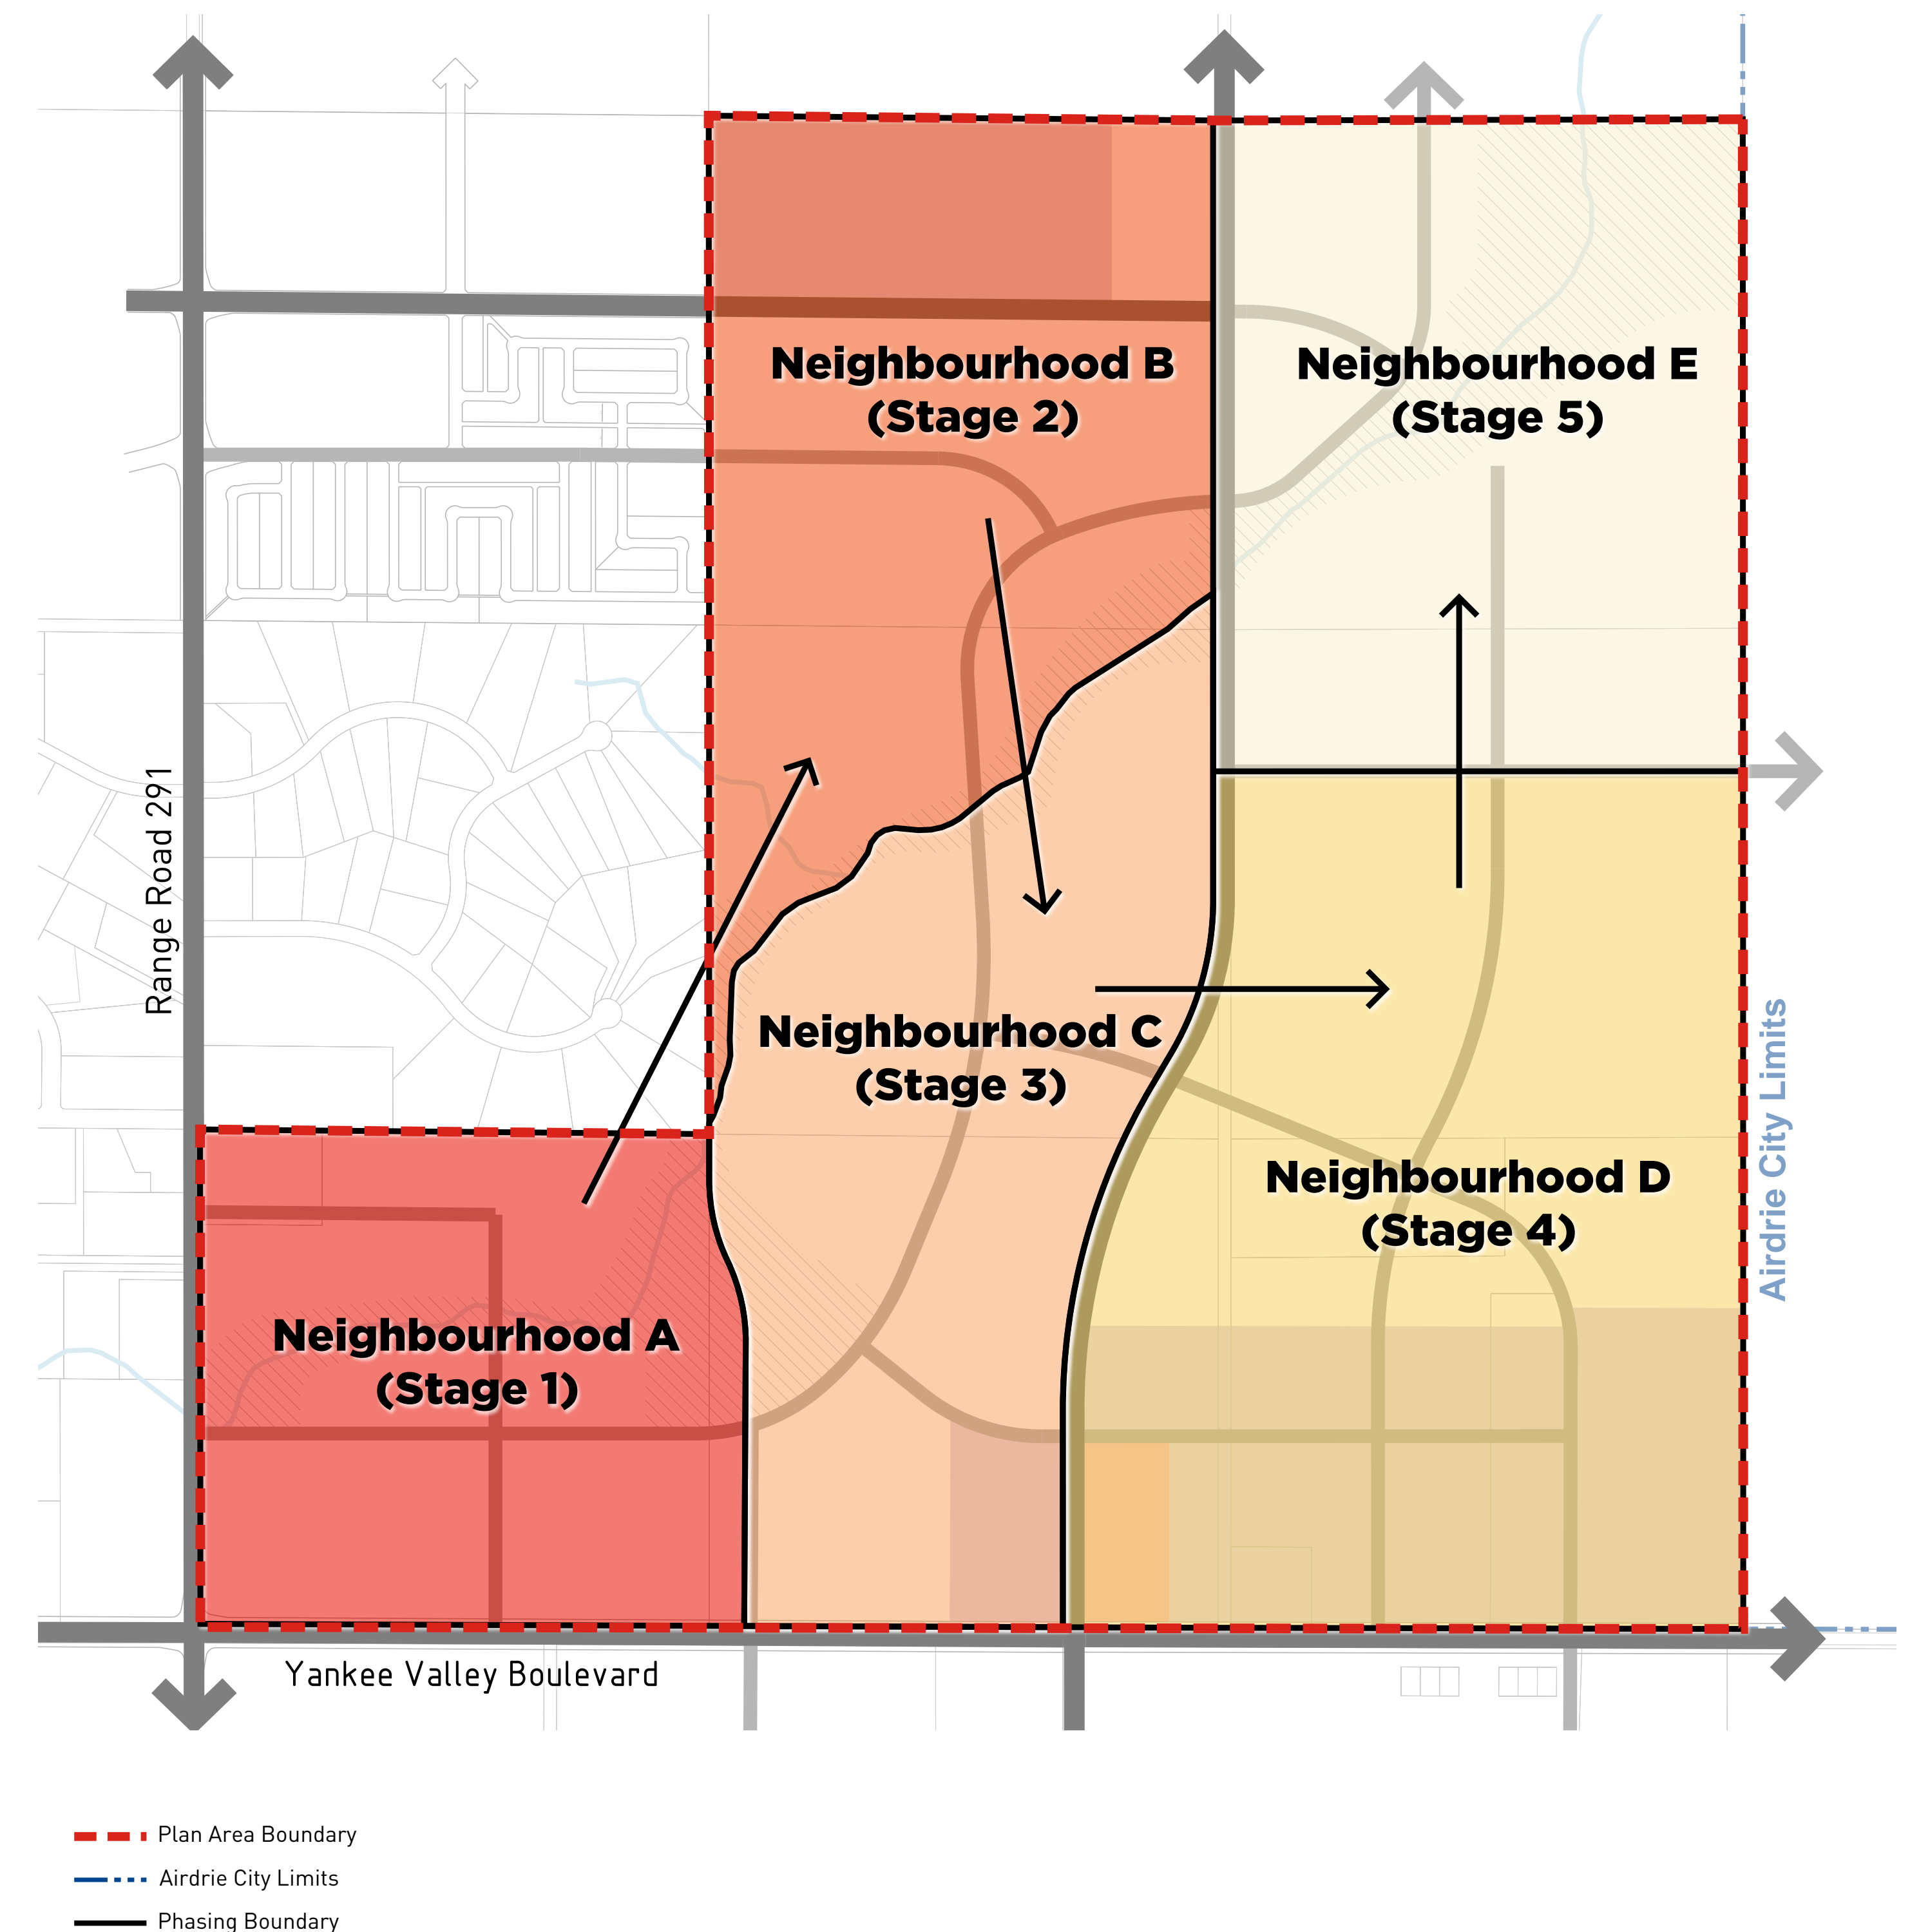 Neighbourhood B
(Stage 2)
Neighbourhood E
(Stage 5)
Range Road 291
Neighbourhood C
(Stage 3)
Airdrie City Limits
Neighbourhood D
(Stage 4)
Neighbourhood A
(Stage 1)
Yankee Valley Boulevard
Plan Area Boundary
Airdrie City Limits
Phasing Boundary